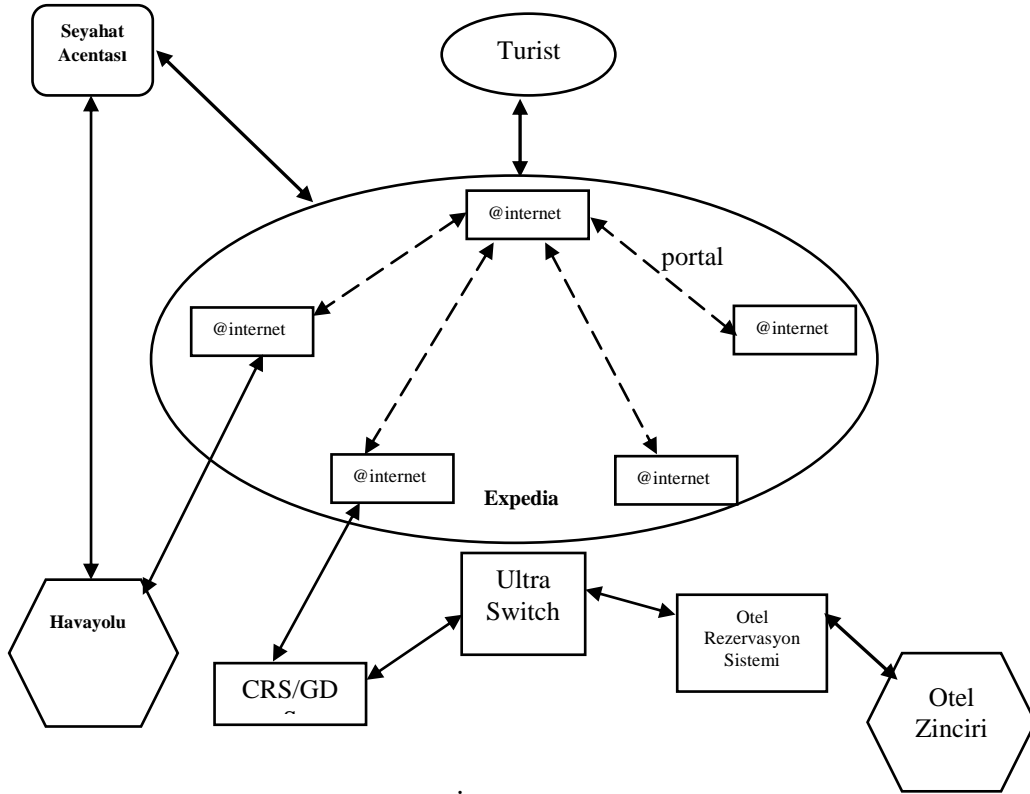 Seyahat
Acentası
Turist
@internet
portal
@internet
@internet
@internet
@internet
Expedia
Ultra
Switch
Otel
Rezervasyon
Sistemi
Havayolu
CRS/GD
Otel
Zinciri
.